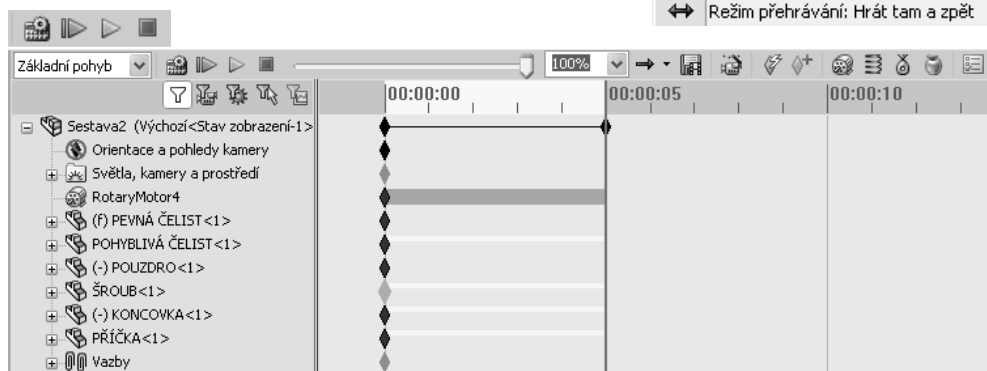 Režim přehrávání: Hrát tam a zpět
Základní pohyb 100%
00:00:00 00:00:05 00:00:10
Sestava2 (Výchozí<Stav zobrazení-1>
Orientace a pohledy kamery
Světla, kamery a prostředí
RotaryMotor4
(f) PEVNÁ ČELIST<1>
POHYBLIVÁ ČELIST<1>
(-) POUZDRO<1>
ŠROUB<1>
(-) KONCOVKA<1>
PŘÍČKA<1>
Vazby